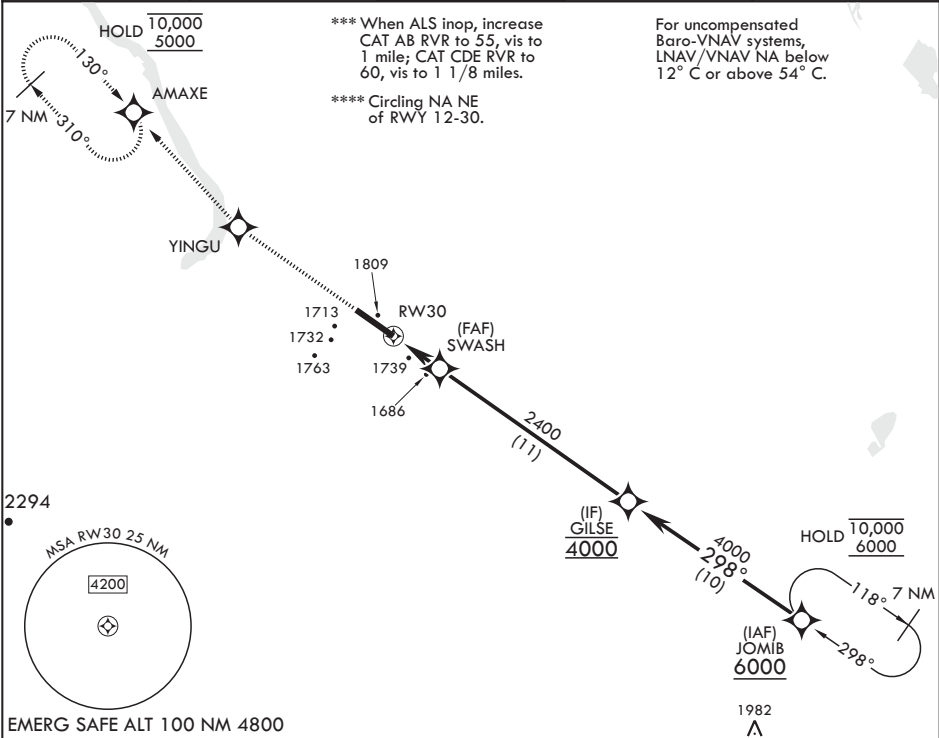 HOLD 10,000
5000
130°
AMAXE
7 NM
310°
*** When ALS inop, increase
CAT AB RVR to 55, vis to
1 mile; CAT CDE RVR to
60, vis to 1 1/8 miles.
**** Circling NA NE
of RWY 12-30.
For uncompensated
Baro-VNAV systems,
LNAV/VNAV NA below
12° C or above 54° C.
YINGU
1809
1713
RW30
1732
(FAF)
SWASH
1763
1739
1686
2400
(11)
2294
(IF)
GILSE
4000
4000
298°
(10)
HOLD 10,000
6000
118°
7 NM
298°
(IAF)
JOMIB
6000
1982
MSA RW30 25 NM
4200
EMERG SAFE ALT 100 NM 4800